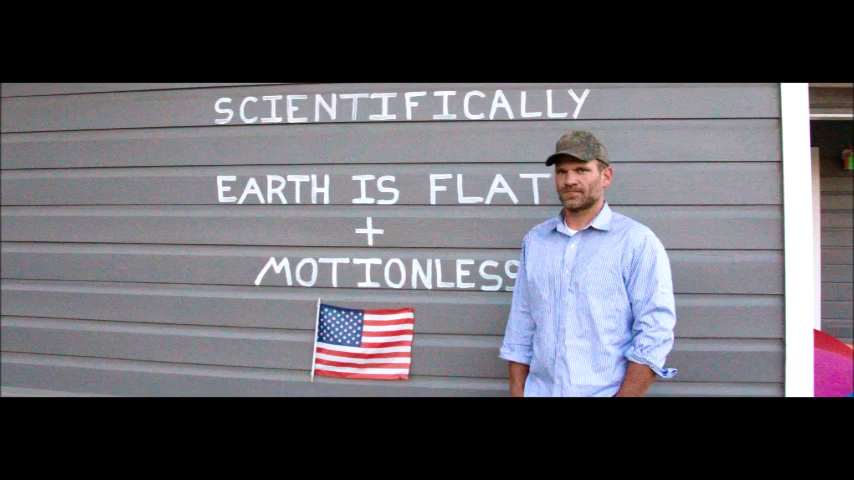 SCIENTIFICALLY
EARTH IS FLAT
+
MOTIONLESS